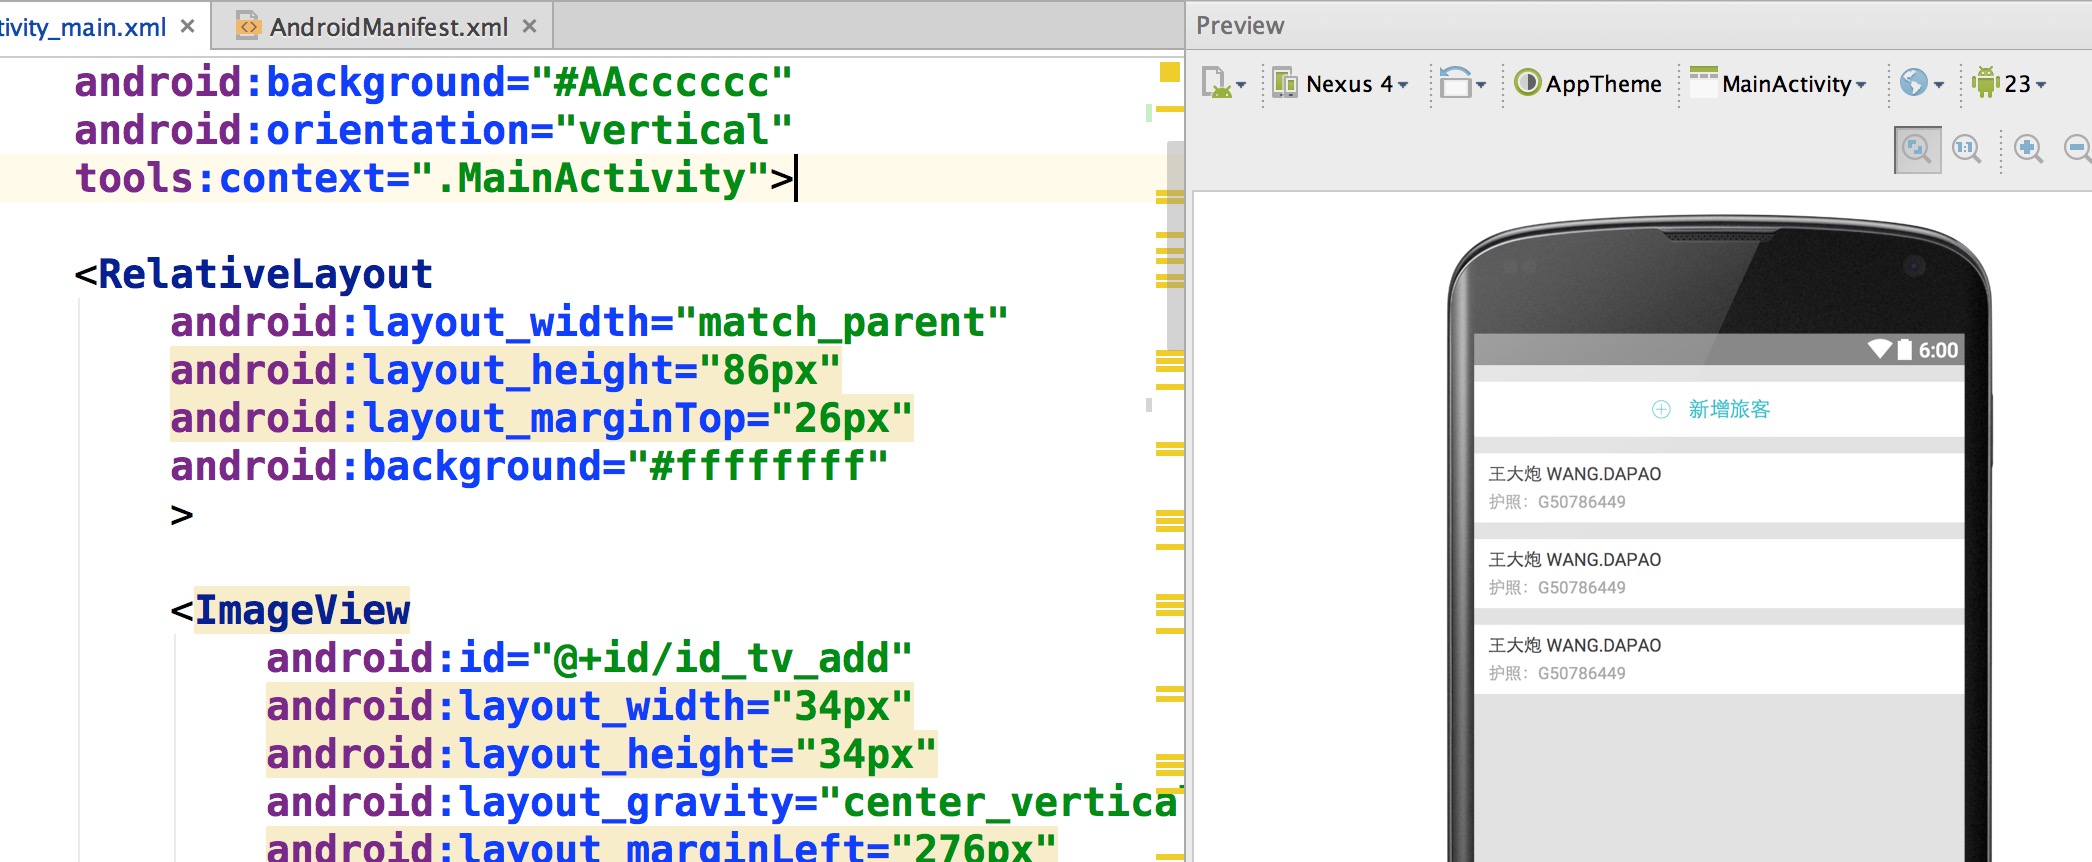 tivity_main.xml
AndroidManifest.xml
android:background="#AAcccccc"
android:orientation="vertical"
tools:context=".MainActivity">
<RelativeLayout
android:layout_width="match_parent"
android:layout_height="86px"
android:layout_marginTop="26px"
android:background="#ffffffff"
>
<ImageView
android:id="@+id/id_tv_add"
android:layout_width="34px"
android:layout_height="34px"
android:layout_gravity="center_vertica
android:layout_marginLeft="276px"
Preview
Nexus 4
AppTheme
MainActivity
23
1:1
6:00
新增旅客
王大炮 WANG.DAPAO
护照：G50786449
王大炮 WANG.DAPAO
护照：G50786449
王大炮 WANG.DAPAO
护照：G50786449